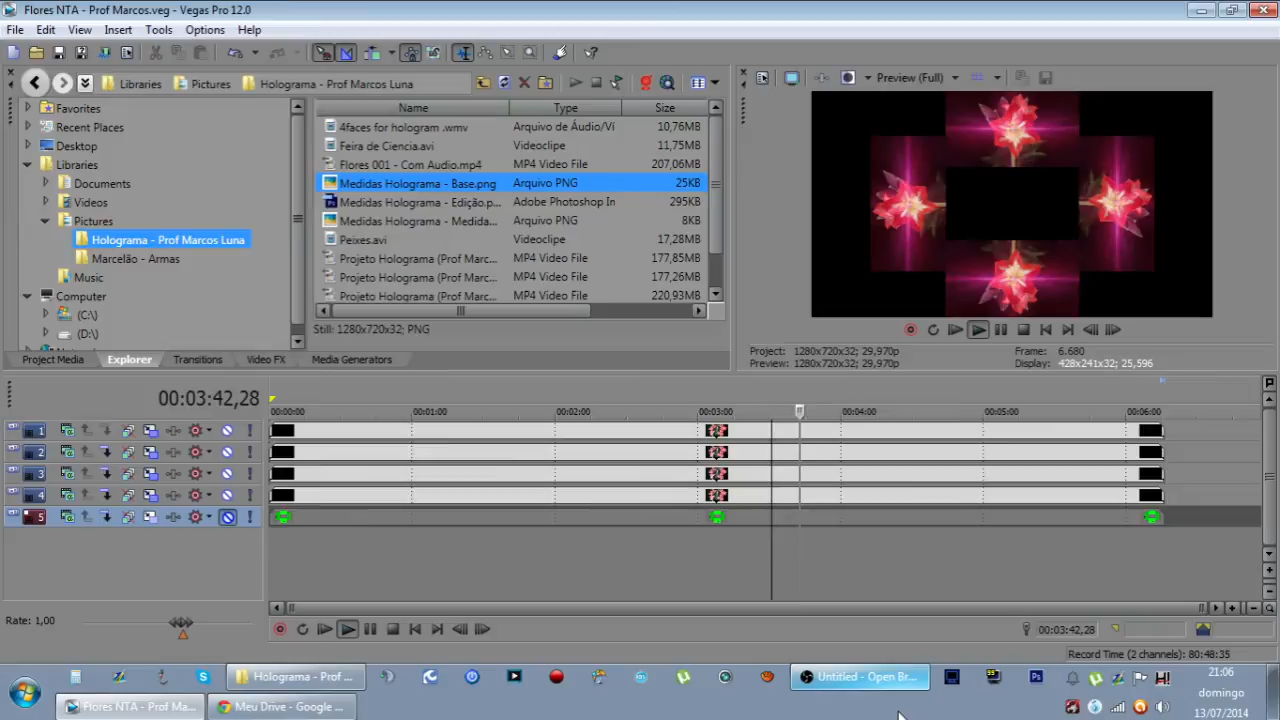 Flores NTA - Prof Marcos.veg - Vegas Pro 12.0
File Edit View Insert Tools Options Help
Libraries Pictures Holograma - Prof Marcos Luna
Preview (Full)
Favorites
Recent Places
Desktop
Libraries
Documents
Videos
Pictures
Holograma - Prof Marcos Luna
Marcelão - Armas
Music
Computer
(C:\)
(D:\)
Name Type Size
4faces for hologram .wmv Arquivo de Áudio/Ví 10,76MB
Feira de Ciencia.avi Videoclipe 11,75MB
Flores 001 - Com Audio.mp4 MP4 Video File 207,06MB
Medidas Holograma - Base.png Arquivo PNG 25KB
Medidas Holograma - Edição.p... Adobe Photoshop In 295KB
Medidas Holograma - Medida... Arquivo PNG 8KB
Peixes.avi Videoclipe 17,28MB
Projeto Holograma (Prof Marc... MP4 Video File 177,85MB
Projeto Holograma (Prof Marc... MP4 Video File 177,26MB
Projeto Holograma (Prof Marc... MP4 Video File 220,93MB
Still: 1280x720x32; PNG
Project Media Explorer Transitions Video FX Media Generators
Project: 1280x720x32; 29,970p Frame: 6.680
Preview: 1280x720x32; 29,970p Display: 428x241x32; 25,596
00:03:42,28
00:00:00 00:01:00 00:02:00 00:03:00 00:04:00 00:05:00 00:06:00
1
2
3
4
5
Rate: 1,00
00:03:42,28
Record Time (2 channels): 80:48:35
Holograma - Prof ... Untitled - Open Br... Ps 21:06
domingo
Flores NTA - Prof Ma... Meu Drive - Google ... 13/07/2014